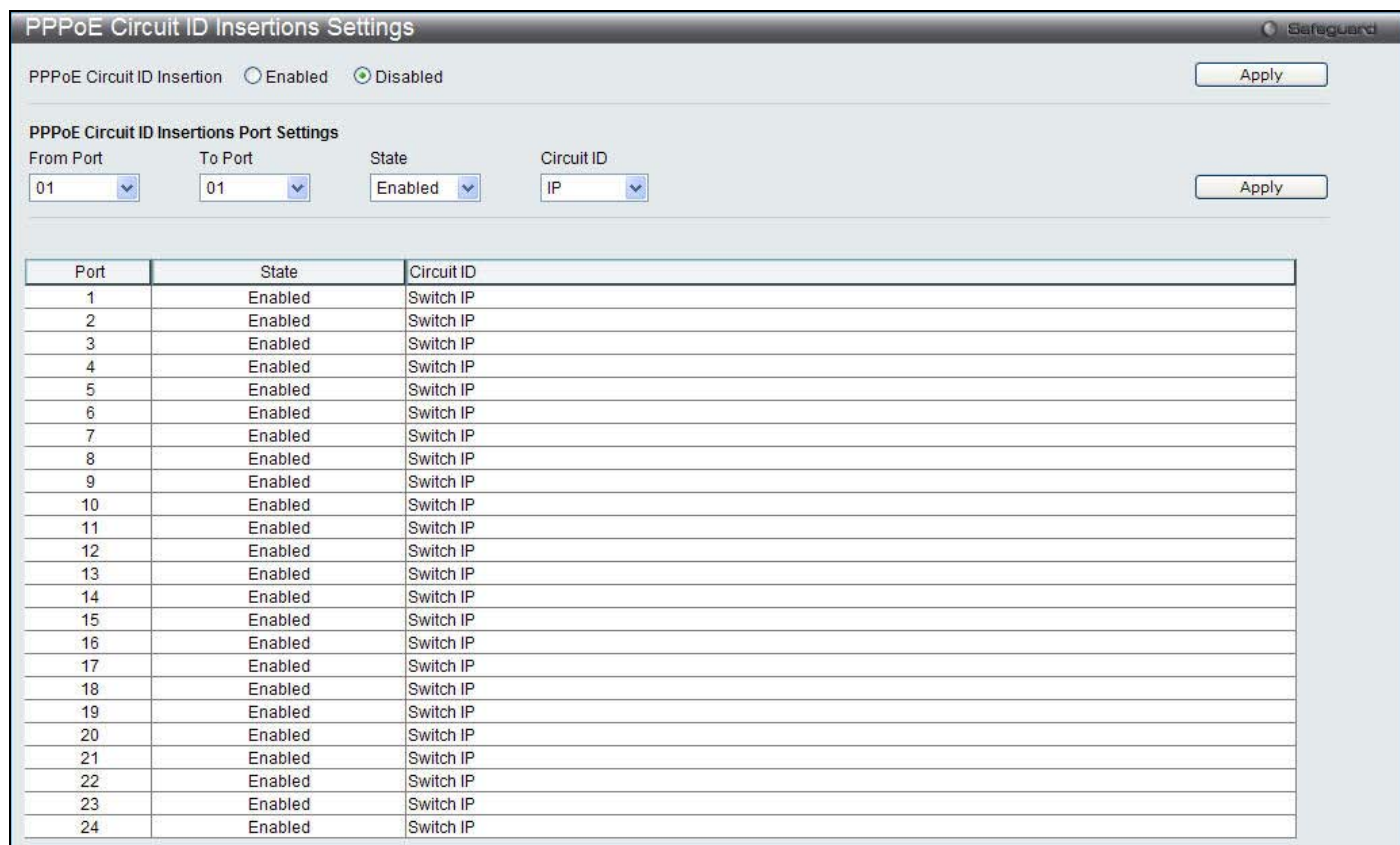 PPPoE Circuit ID Insertions Settings
Safeguard
PPPoE Circuit ID Insertion Enabled Disabled Apply
PPPoE Circuit ID Insertions Port Settings
From Port To Port State Circuit ID
01 01 Enabled IP Apply
Port State Circuit ID
1 Enabled Switch IP
2 Enabled Switch IP
3 Enabled Switch IP
4 Enabled Switch IP
5 Enabled Switch IP
6 Enabled Switch IP
7 Enabled Switch IP
8 Enabled Switch IP
9 Enabled Switch IP
10 Enabled Switch IP
11 Enabled Switch IP
12 Enabled Switch IP
13 Enabled Switch IP
14 Enabled Switch IP
15 Enabled Switch IP
16 Enabled Switch IP
17 Enabled Switch IP
18 Enabled Switch IP
19 Enabled Switch IP
20 Enabled Switch IP
21 Enabled Switch IP
22 Enabled Switch IP
23 Enabled Switch IP
24 Enabled Switch IP